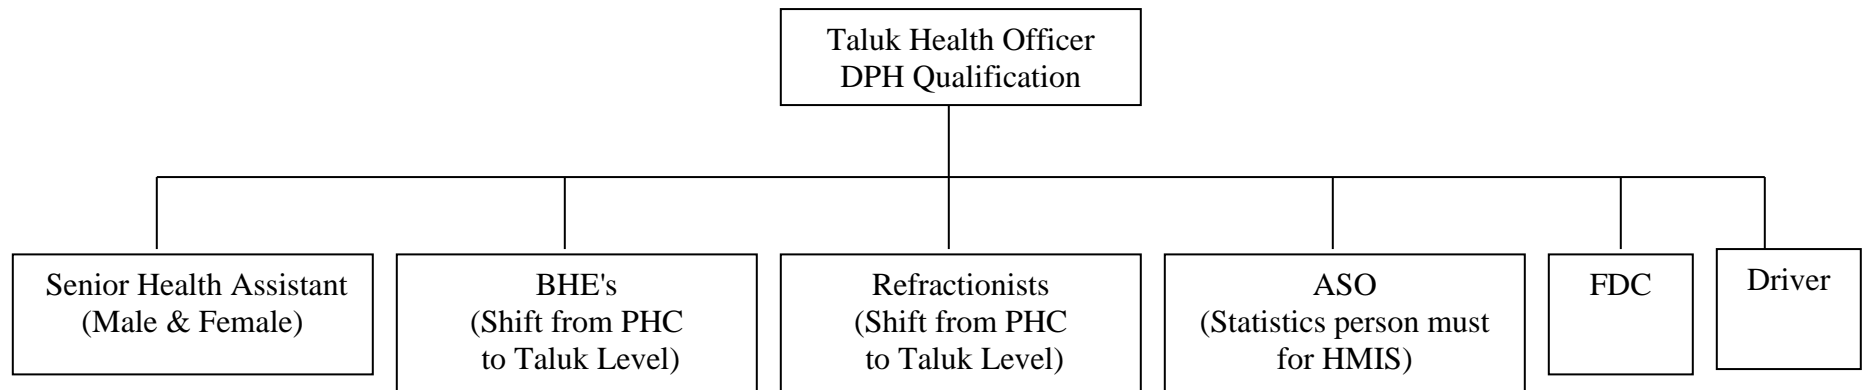 Taluk Health Officer
DPH Qualification
Senior Health Assistant
(Male & Female)
BHE's
(Shift from PHC
to Taluk Level)
Refractionists
(Shift from PHC
to Taluk Level)
ASO
(Statistics person must
for HMIS)
FDC
Driver